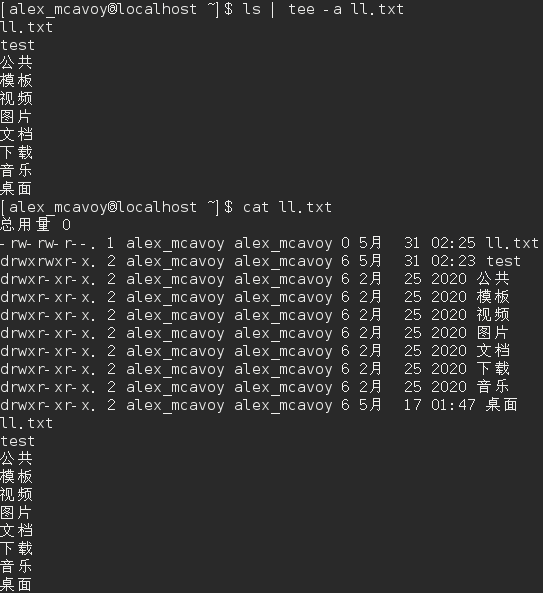 [alex_mcavoy@localhost ~]$ ls | tee -a ll.txt
ll.txt
test
公共
模板
视频
图片
文档
下载
音乐
桌面
[alex_mcavoy@localhost ~]$ cat ll.txt
总用量 0
-rw-rw-r--. 1 alex_mcavoy alex_mcavoy 0 5月  31 02:25 ll.txt
drwxrwxr-x. 2 alex_mcavoy alex_mcavoy 6 5月  31 02:23 test
drwxr-xr-x. 2 alex_mcavoy alex_mcavoy 6 2月  25 2020 公共
drwxr-xr-x. 2 alex_mcavoy alex_mcavoy 6 2月  25 2020 模板
drwxr-xr-x. 2 alex_mcavoy alex_mcavoy 6 2月  25 2020 视频
drwxr-xr-x. 2 alex_mcavoy alex_mcavoy 6 2月  25 2020 图片
drwxr-xr-x. 2 alex_mcavoy alex_mcavoy 6 2月  25 2020 文档
drwxr-xr-x. 2 alex_mcavoy alex_mcavoy 6 2月  25 2020 下载
drwxr-xr-x. 2 alex_mcavoy alex_mcavoy 6 2月  25 2020 音乐
drwxr-xr-x. 2 alex_mcavoy alex_mcavoy 6 5月  17 01:47 桌面
ll.txt
test
公共
模板
视频
图片
文档
下载
音乐
桌面